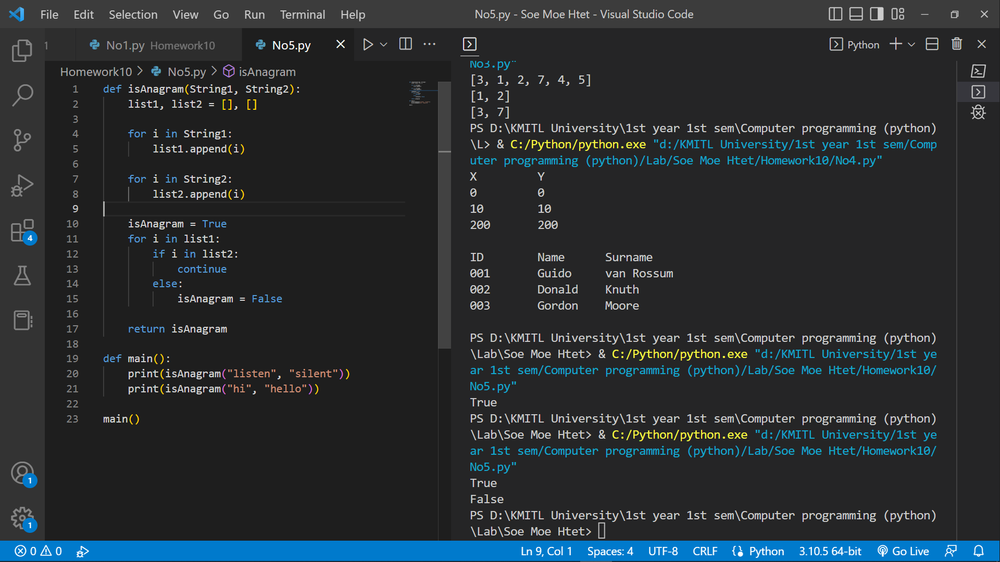 File Edit Selection View Go Run Terminal Help No5.py - Soe Moe Htet - Visual Studio Code
1 No1.py Homework10 No5.py
Homework10 > No5.py > isAnagram
1 def isAnagram(String1, String2):
2     list1, list2 = [], []
3
4     for i in String1:
5         list1.append(i)
6
7     for i in String2:
8         list2.append(i)
9
10     isAnagram = True
11     for i in list1:
12         if i in list2:
13             continue
14         else:
15             isAnagram = False
16
17     return isAnagram
18
19 def main():
20     print(isAnagram("listen", "silent"))
21     print(isAnagram("hi", "hello"))
22
23 main()
Python
No3.py"
[3, 1, 2, 7, 4, 5]
[1, 2]
[3, 7]
PS D:\KMITL University\1st year 1st sem\Computer programming (python)
\L> & C:/Python/python.exe "d:/KMITL University/1st year 1st sem/Comp
uter programming (python)/Lab/Soe Moe Htet/Homework10/No4.py"
X         Y
0         0
10        10
200       200
ID        Name      Surname
001       Guido     van Rossum
002       Donald    Knuth
003       Gordon    Moore
PS D:\KMITL University\1st year 1st sem\Computer programming (python)
\Lab\Soe Moe Htet> & C:/Python/python.exe "d:/KMITL University/1st ye
ar 1st sem/Computer programming (python)/Lab/Soe Moe Htet/Homework10/
No5.py"
True
PS D:\KMITL University\1st year 1st sem\Computer programming (python)
\Lab\Soe Moe Htet> & C:/Python/python.exe "d:/KMITL University/1st ye
ar 1st sem/Computer programming (python)/Lab/Soe Moe Htet/Homework10/
No5.py"
True
False
PS D:\KMITL University\1st year 1st sem\Computer programming (python)
\Lab\Soe Moe Htet>
4
1
1
0 0 Ln 9, Col 1 Spaces: 4 UTF-8 CRLF Python 3.10.5 64-bit Go Live